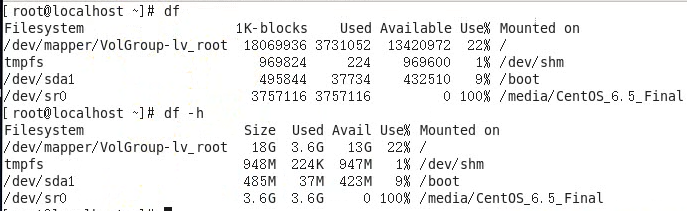 [root@localhost ~]# df
Filesystem 1K-blocks Used Available Use% Mounted on
/dev/mapper/VolGroup-lv_root 18069936 3731052 13420972 22% /
tmpfs 969824 224 969600 1% /dev/shm
/dev/sda1 495844 37734 432510 9% /boot
/dev/sr0 3757116 3757116 0 100% /media/CentOS_6.5_Final
[root@localhost ~]# df -h
Filesystem Size Used Avail Use% Mounted on
/dev/mapper/VolGroup-lv_root 18G 3.6G 13G 22% /
tmpfs 948M 224K 947M 1% /dev/shm
/dev/sda1 485M 37M 423M 9% /boot
/dev/sr0 3.6G 3.6G 0 100% /media/CentOS_6.5_Final
[root@localhost ~]#